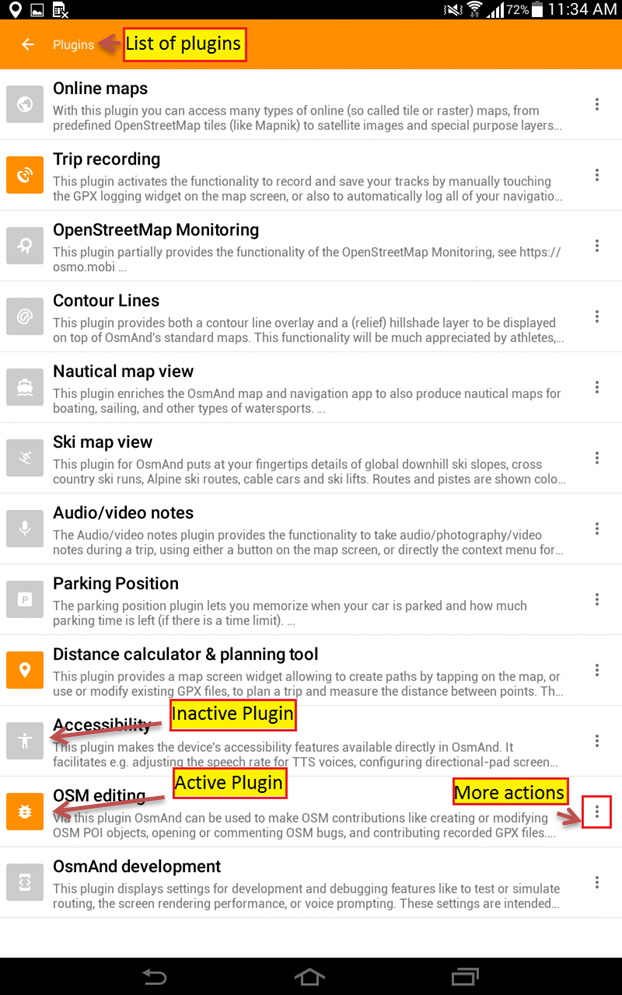 72% 11:34 AM
Plugins
List of plugins
Online maps
With this plugin you can access many types of online (so called tile or raster) maps, from
predefined OpenStreetMap tiles (like Mapnik) to satellite images and special purpose layers...
Trip recording
This plugin activates the functionality to record and save your tracks by manually touching
the GPX logging widget on the map screen, or also to automatically log all of your navigatio...
OpenStreetMap Monitoring
This plugin partially provides the functionality of the OpenStreetMap Monitoring, see https://
osmo.mobi ...
Contour Lines
This plugin provides both a contour line overlay and a (relief) hillshade layer to be displayed
on top of OsmAnd's standard maps. This functionality will be much appreciated by athletes,...
Nautical map view
This plugin enriches the OsmAnd map and navigation app to also produce nautical maps for
boating, sailing, and other types of watersports. ...
Ski map view
This plugin for OsmAnd puts at your fingertips details of global downhill ski slopes, cross
country ski runs, Alpine ski routes, cable cars and ski lifts. Routes and pistes are shown colo...
Audio/video notes
The Audio/video notes plugin provides the functionality to take audio/photography/video
notes during a trip, using either a button on the map screen, or directly the context menu for...
P
Parking Position
The parking position plugin lets you memorize when your car is parked and how much
parking time is left (if there is a time limit). ...
Distance calculator & planning tool
This plugin provides a map screen widget allowing to create paths by tapping on the map, or
use or modify existing GPX files, to plan a trip and measure the distance between points. Th...
Accessibility
Inactive Plugin
This plugin makes the device's accessibility features available directly in OsmAnd. It
facilitates e.g. adjusting the speech rate for TTS voices, configuring directional-pad screen...
OSM editing
Active Plugin
More actions
Via this plugin OsmAnd can be used to make OSM contributions like creating or modifying
OSM POI objects, opening or commenting OSM bugs, and contributing recorded GPX files....
OsmAnd development
This plugin displays settings for development and debugging features like to test or simulate
routing, the screen rendering performance, or voice prompting. These settings are intended...